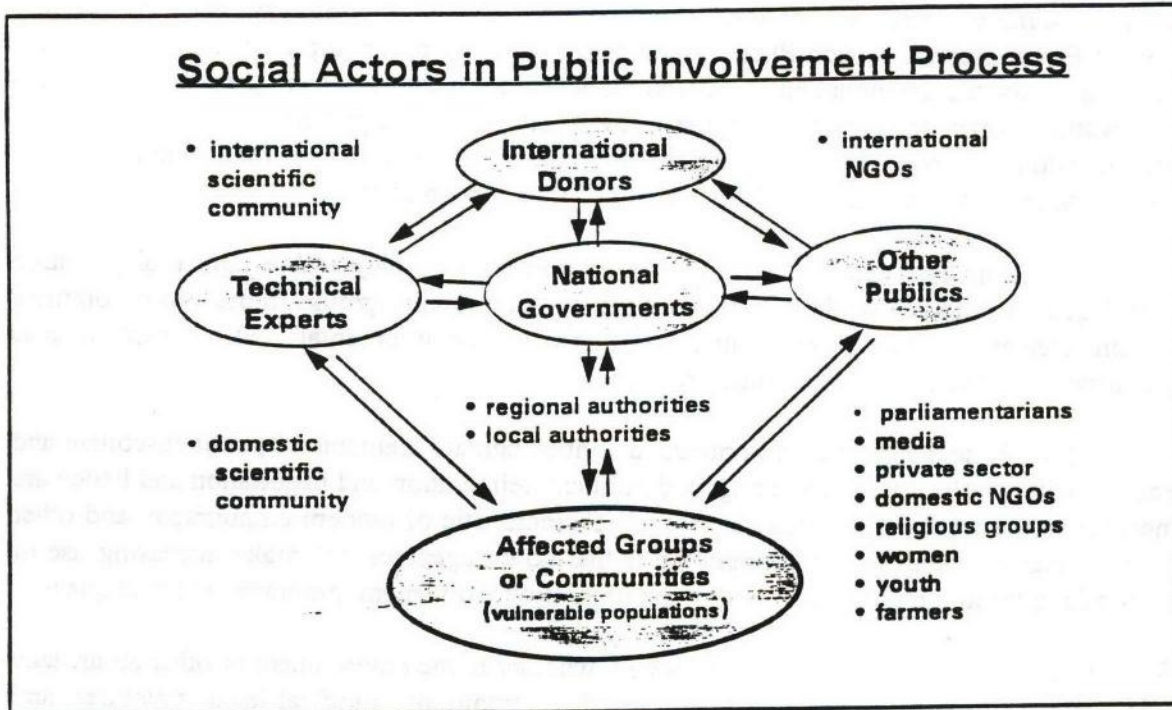 Social Actors in Public Involvement Process
• international
scientific
community
International
Donors
• international
NGOs
Technical
Experts
National
Governments
Other
Publics
• regional authorities
• local authorities
• domestic
scientific
community
• parliamentarians
• media
• private sector
• domestic NGOs
• religious groups
• women
• youth
• farmers
Affected Groups
or Communities
(vulnerable populations)